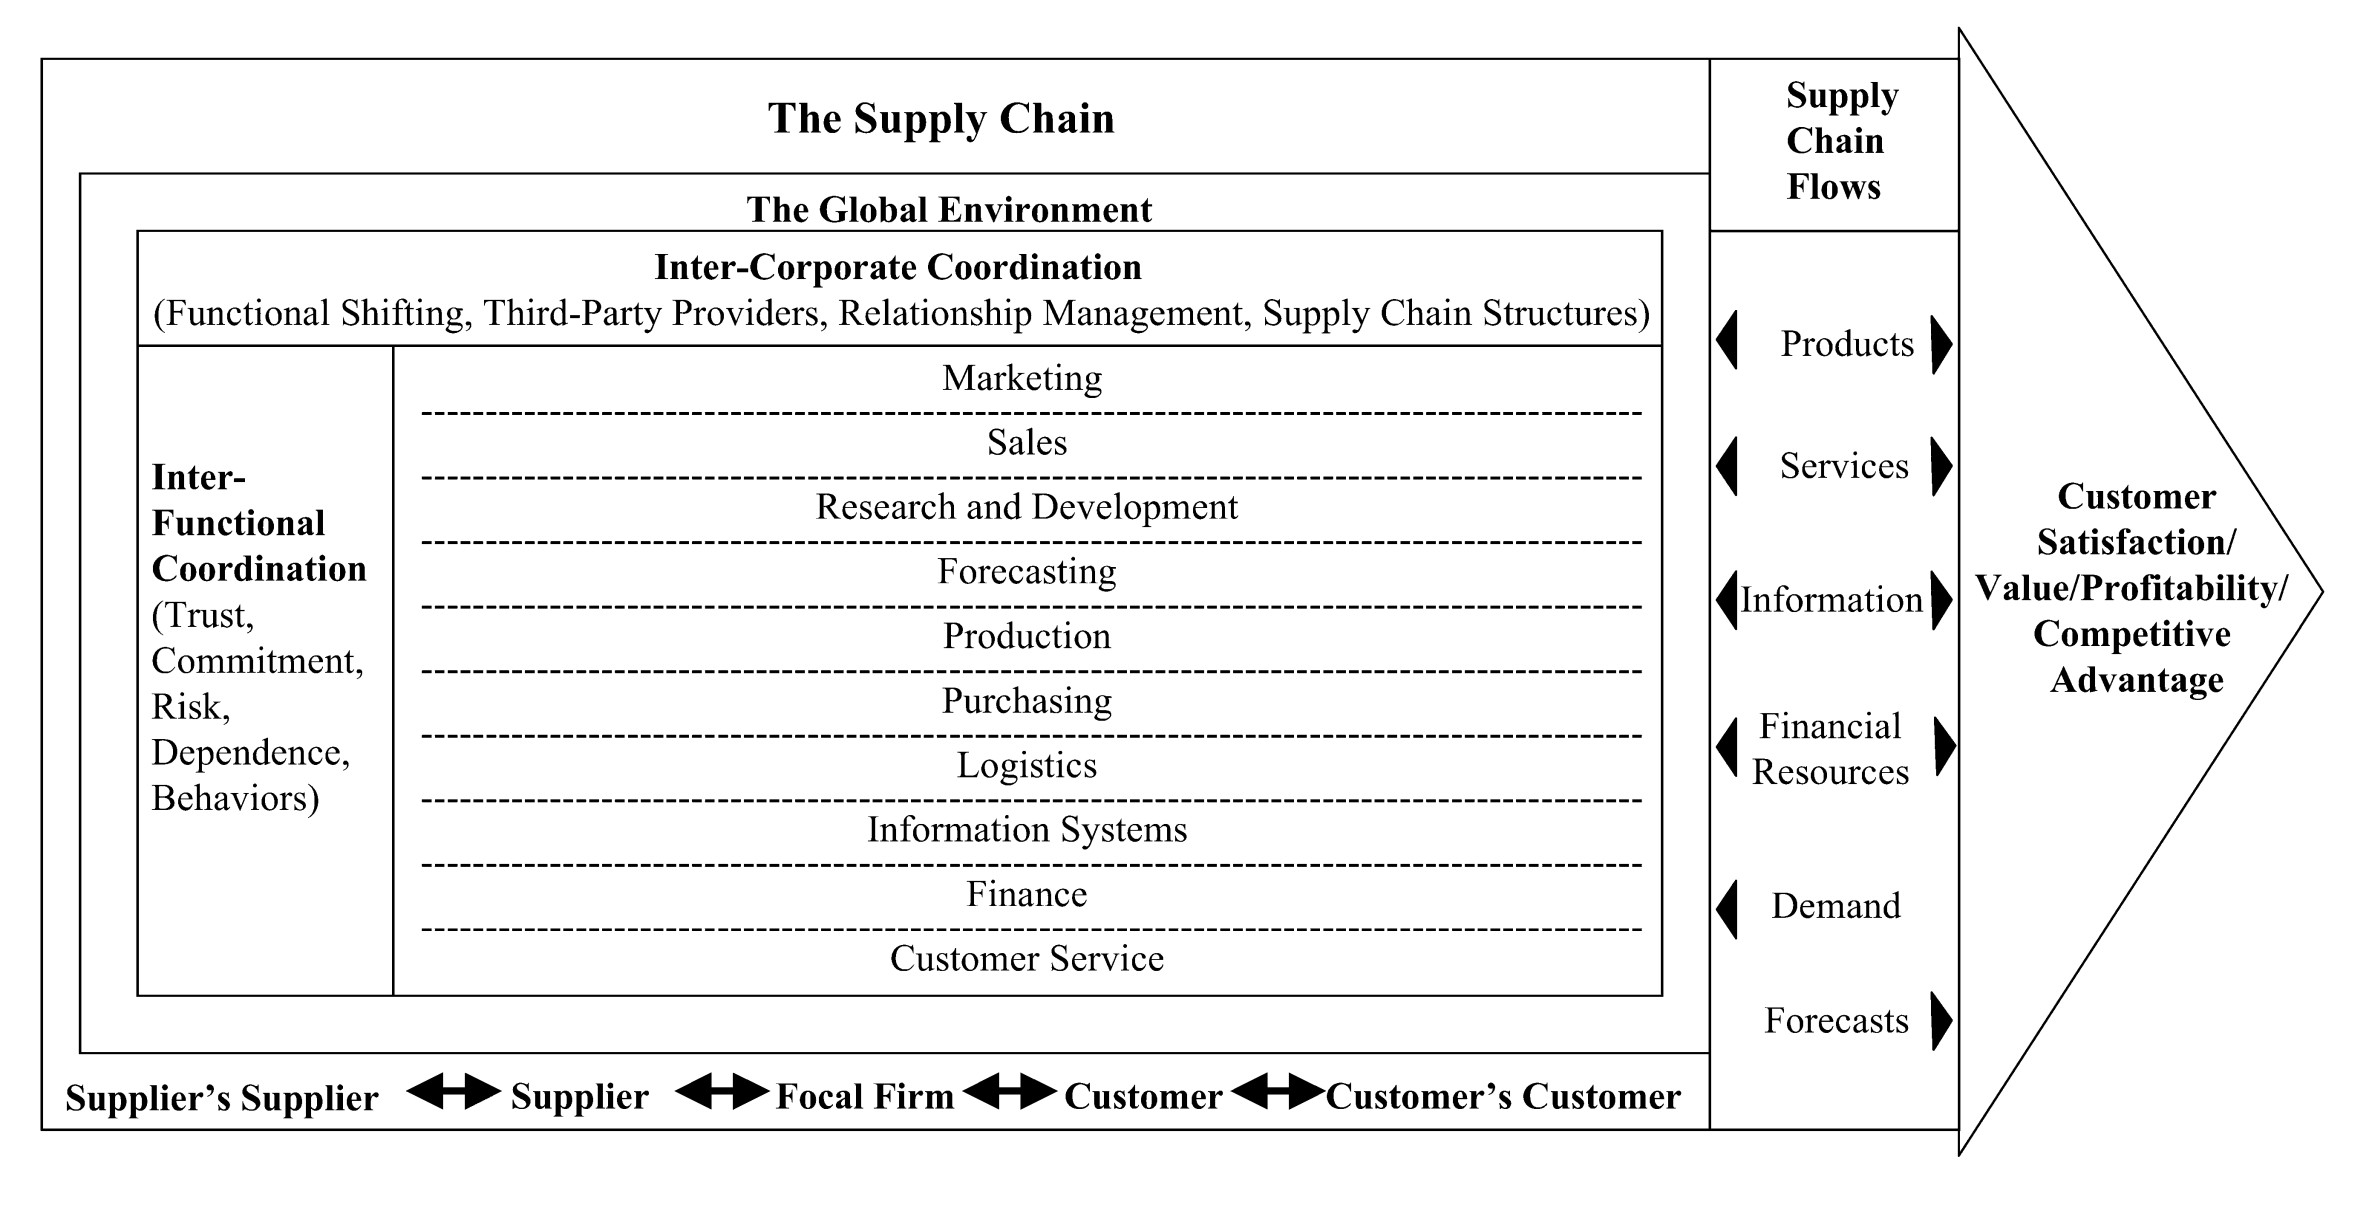 The Supply Chain
The Global Environment
Inter-Corporate Coordination
(Functional Shifting, Third-Party Providers, Relationship Management, Supply Chain Structures)
Inter-
Functional
Coordination
(Trust,
Commitment,
Risk,
Dependence,
Behaviors)
Marketing
Sales
Research and Development
Forecasting
Production
Purchasing
Logistics
Information Systems
Finance
Customer Service
Supplier’s Supplier Supplier Focal Firm Customer Customer’s Customer
Supply
Chain
Flows
Products
Services
Information
Financial
Resources
Demand
Forecasts
Customer
Satisfaction/
Value/Profitability/
Competitive
Advantage